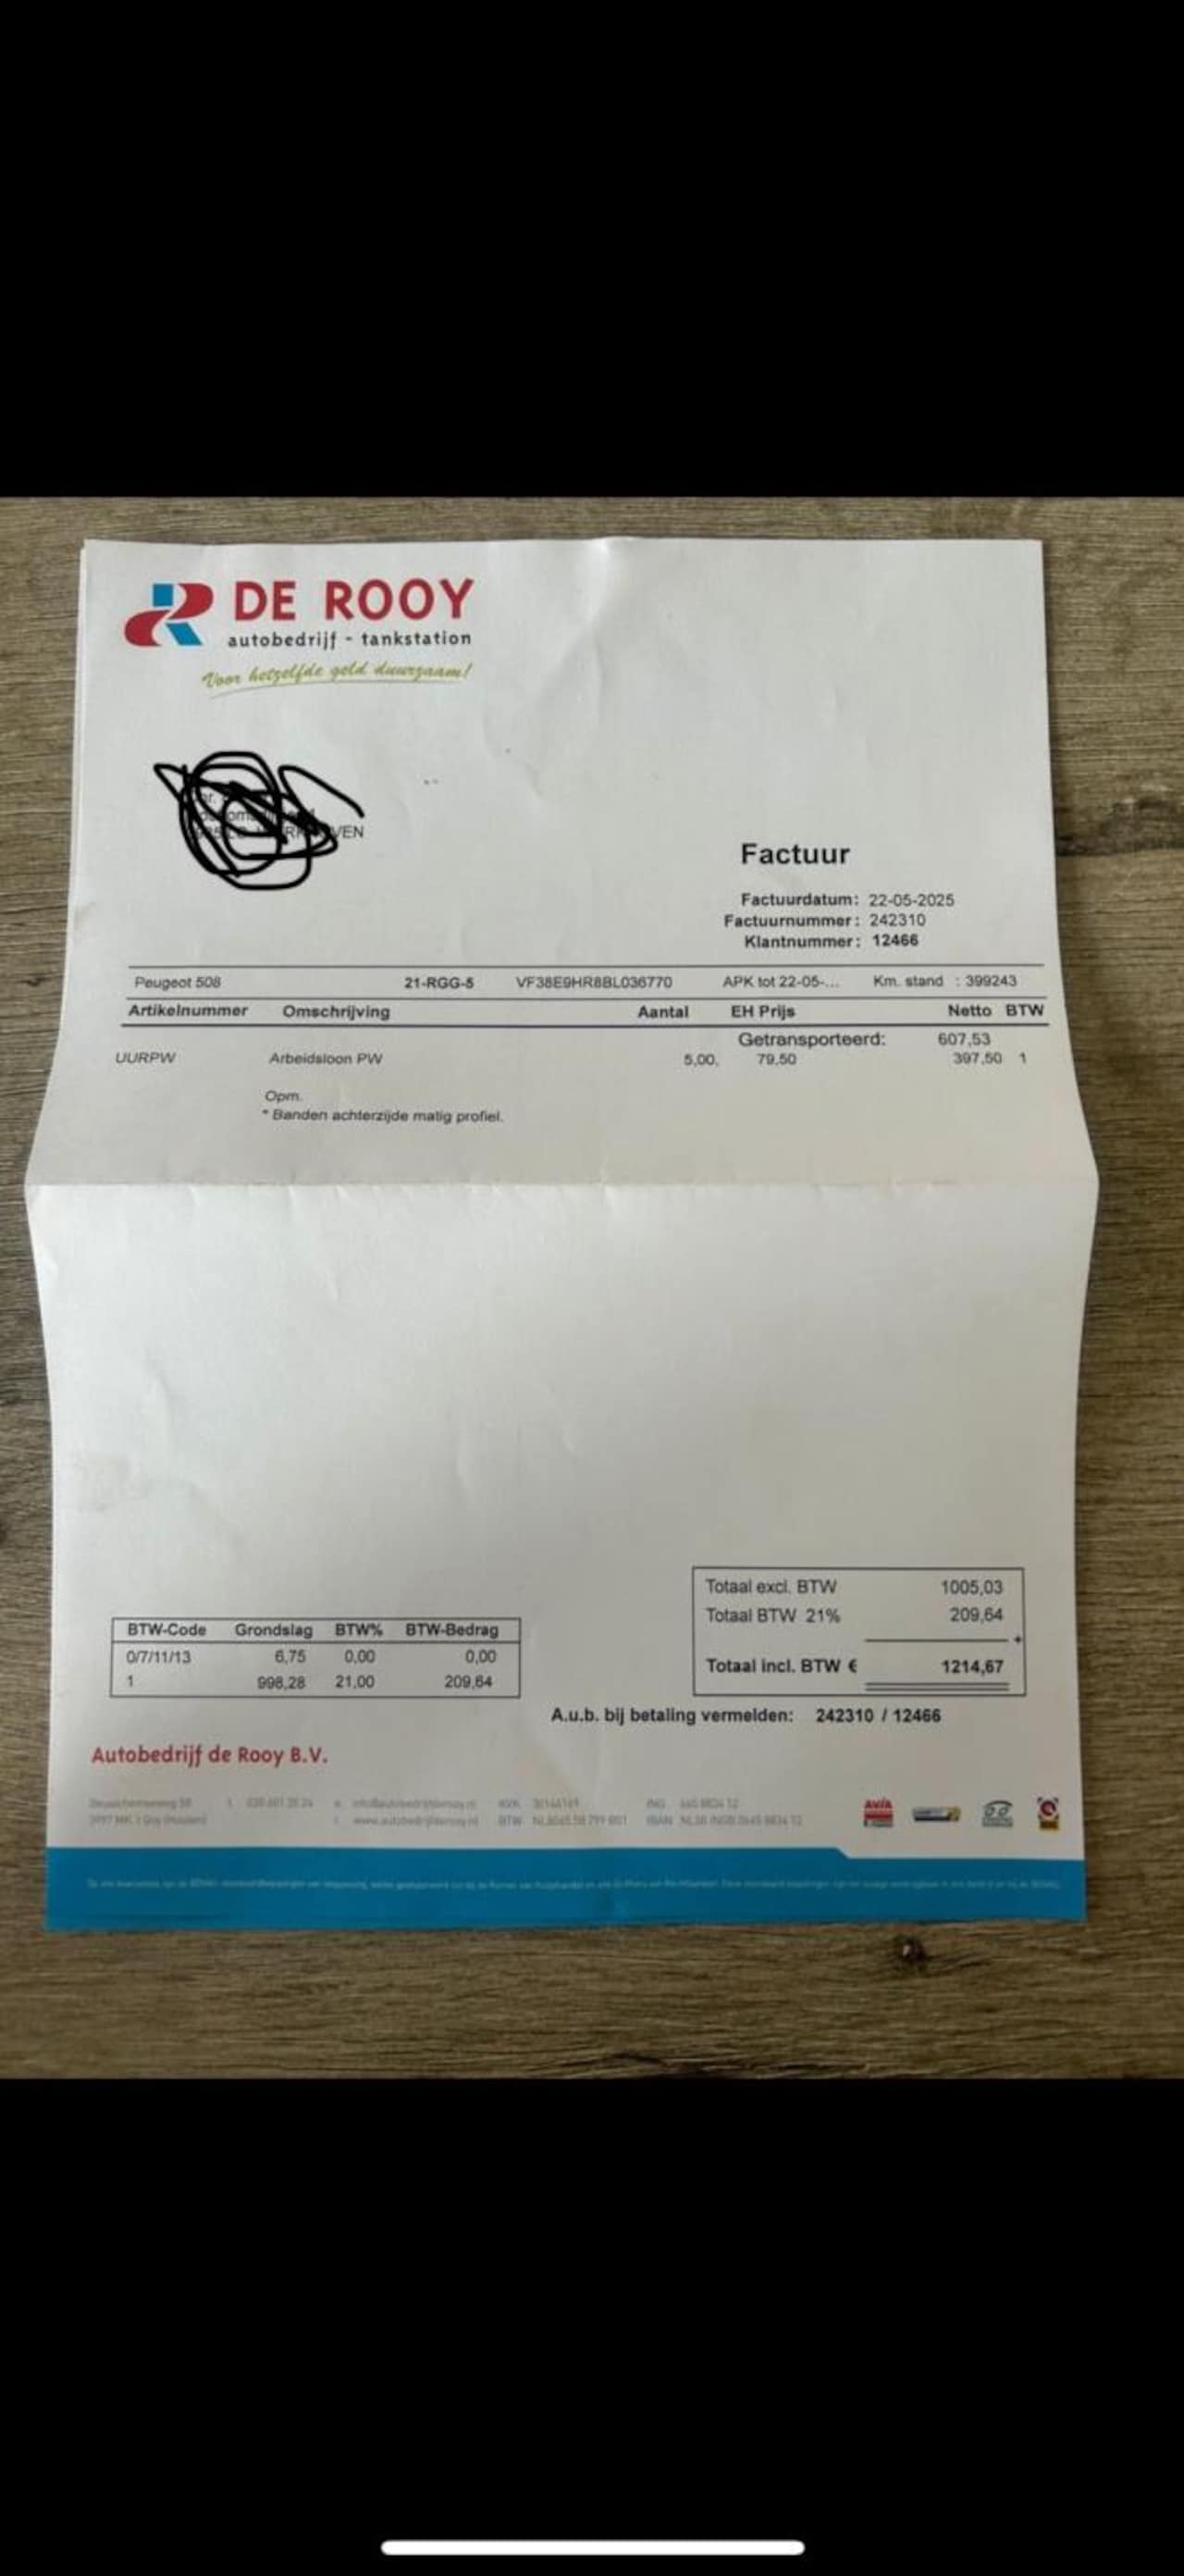 DE ROOY
autobedrijf - tankstation
Voor hetzelfde geld duurzaam!
VEN
Factuur
Factuurdatum: 22-05-2025
Factuurnummer: 242310
Klantnummer: 12466
Peugeot 508 21-RGG-5 VF38E9HR8BL036770 APK tot 22-05-... Km. stand : 399243
Artikelnummer Omschrijving Aantal EH Prijs Netto BTW
Getransporteerd: 607,53
UURPW Arbeidsloon PW 5,00, 79,50 397,50 1
Opm.
* Banden achterzijde matig profiel.
Totaal excl. BTW 1005,03
Totaal BTW 21% 209,64
+
Totaal incl. BTW € 1214,67
BTW-Code Grondslag BTW% BTW-Bedrag
0/7/11/13 6,75 0,00 0,00
1 998,28 21,00 209,64
A.u.b. bij betaling vermelden: 242310 / 12466
Autobedrijf de Rooy B.V.
AVIA